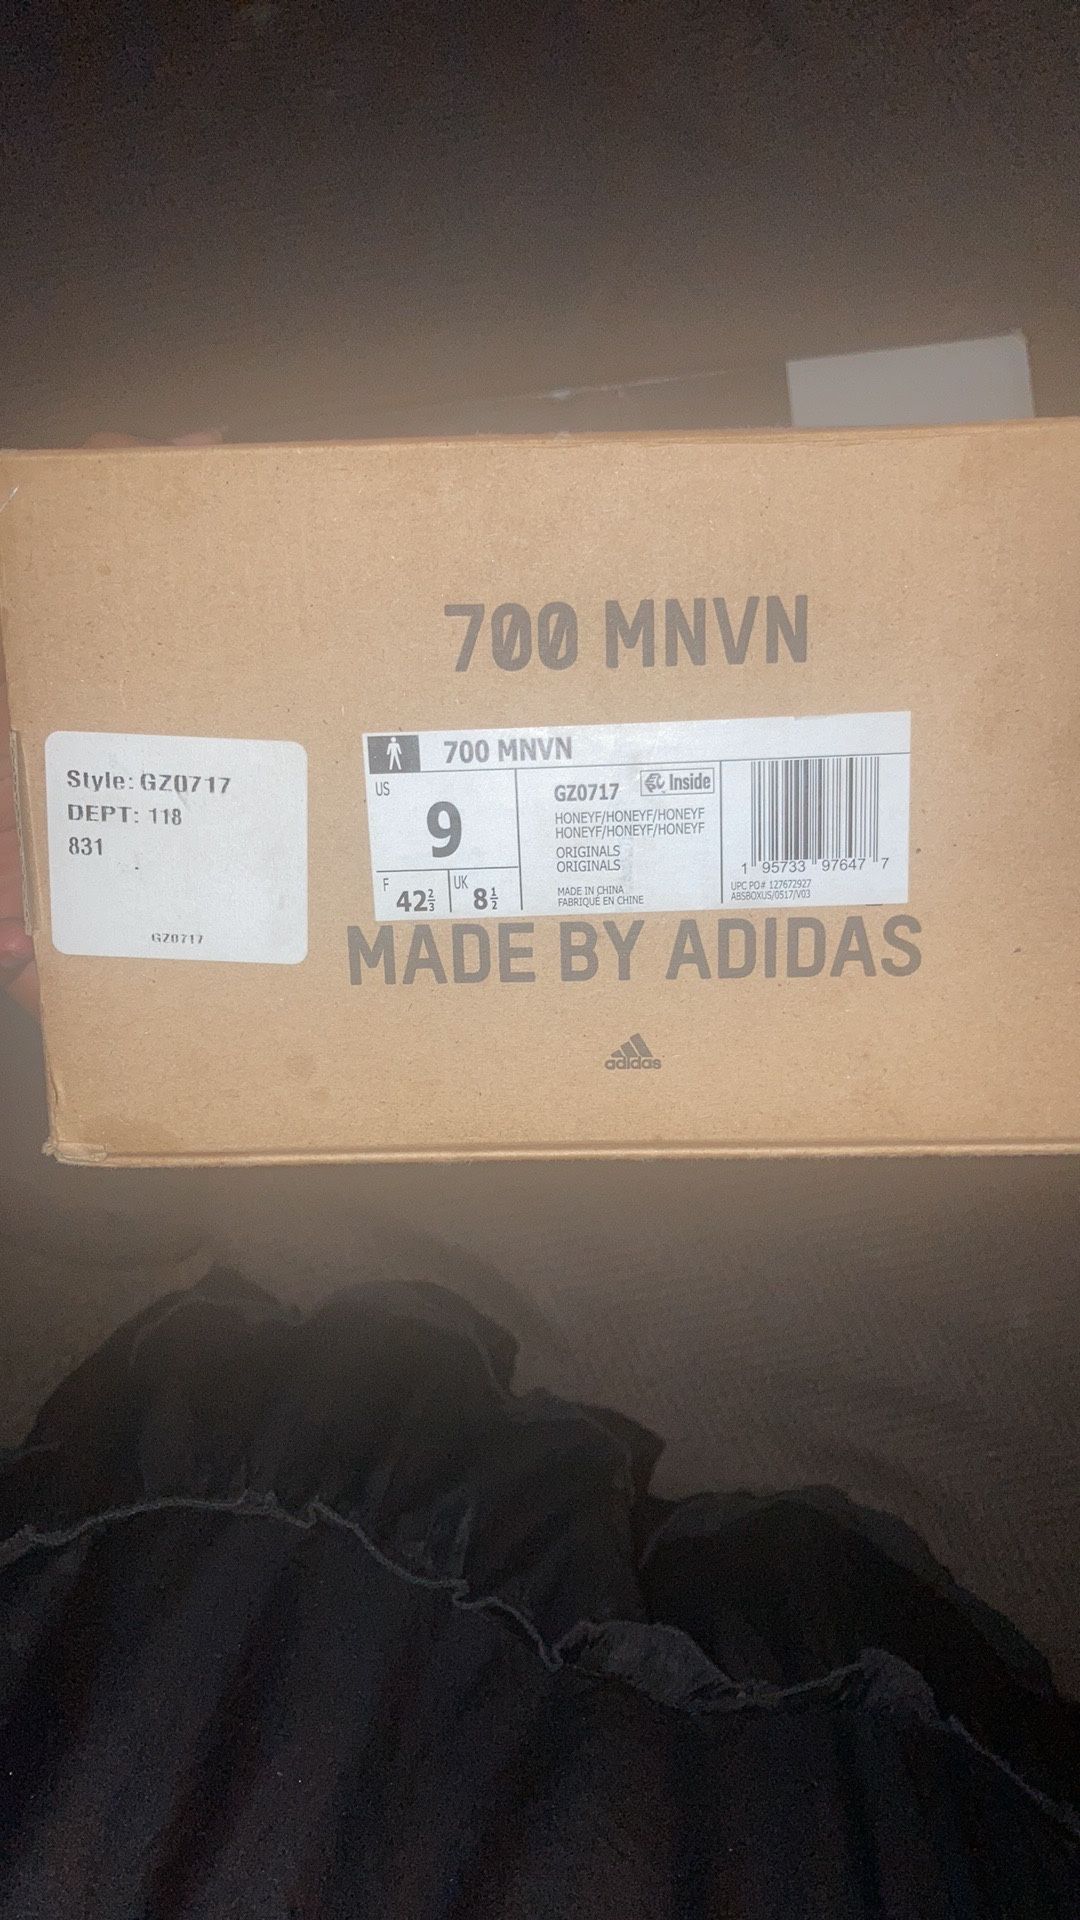 700 MNVN
Style: GZ0717
DEPT: 118
831
GZ0717
700 MNVN
US
9
F
42⅔
UK
8½
GZ0717
Inside
HONEYF/HONEYF/HONEYF
HONEYF/HONEYF/HONEYF
ORIGINALS
ORIGINALS
MADE IN CHINA
FABRIQUÉ EN CHINE
1 95733 97647 7
UPC PO# 127672927
ABSBOXUS/0517/V03
MADE BY ADIDAS
adidas